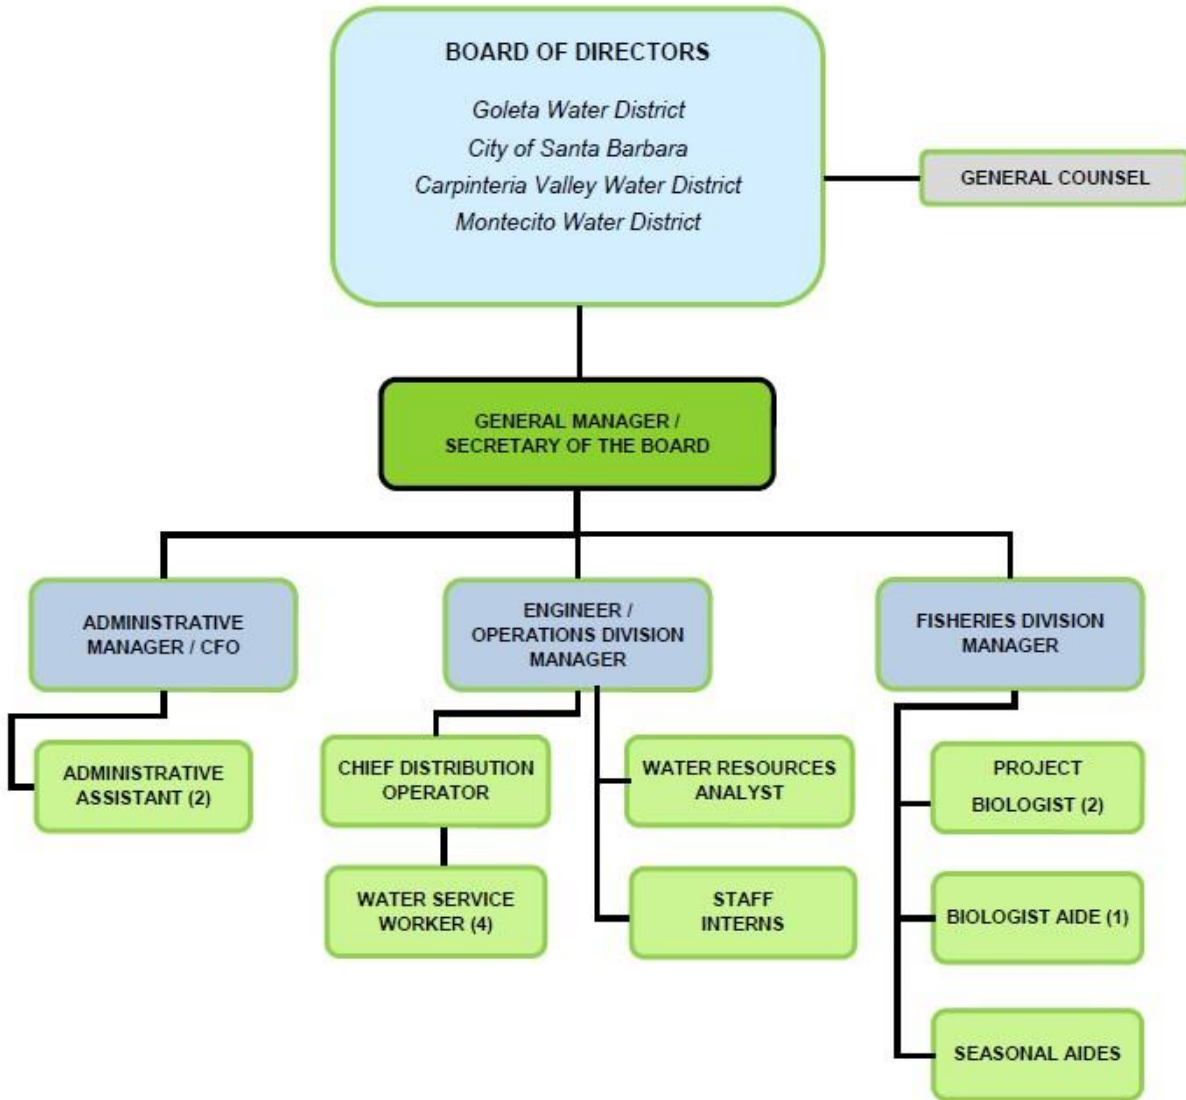 BOARD OF DIRECTORS
Goleta Water District
City of Santa Barbara
Carpinteria Valley Water District
Montecito Water District
GENERAL COUNSEL
GENERAL MANAGER /
SECRETARY OF THE BOARD
ADMINISTRATIVE
MANAGER / CFO
ENGINEER /
OPERATIONS DIVISION
MANAGER
FISHERIES DIVISION
MANAGER
ADMINISTRATIVE
ASSISTANT (2)
CHIEF DISTRIBUTION
OPERATOR
WATER RESOURCES
ANALYST
PROJECT
BIOLOGIST (2)
WATER SERVICE
WORKER (4)
STAFF
INTERNS
BIOLOGIST AIDE (1)
SEASONAL AIDES